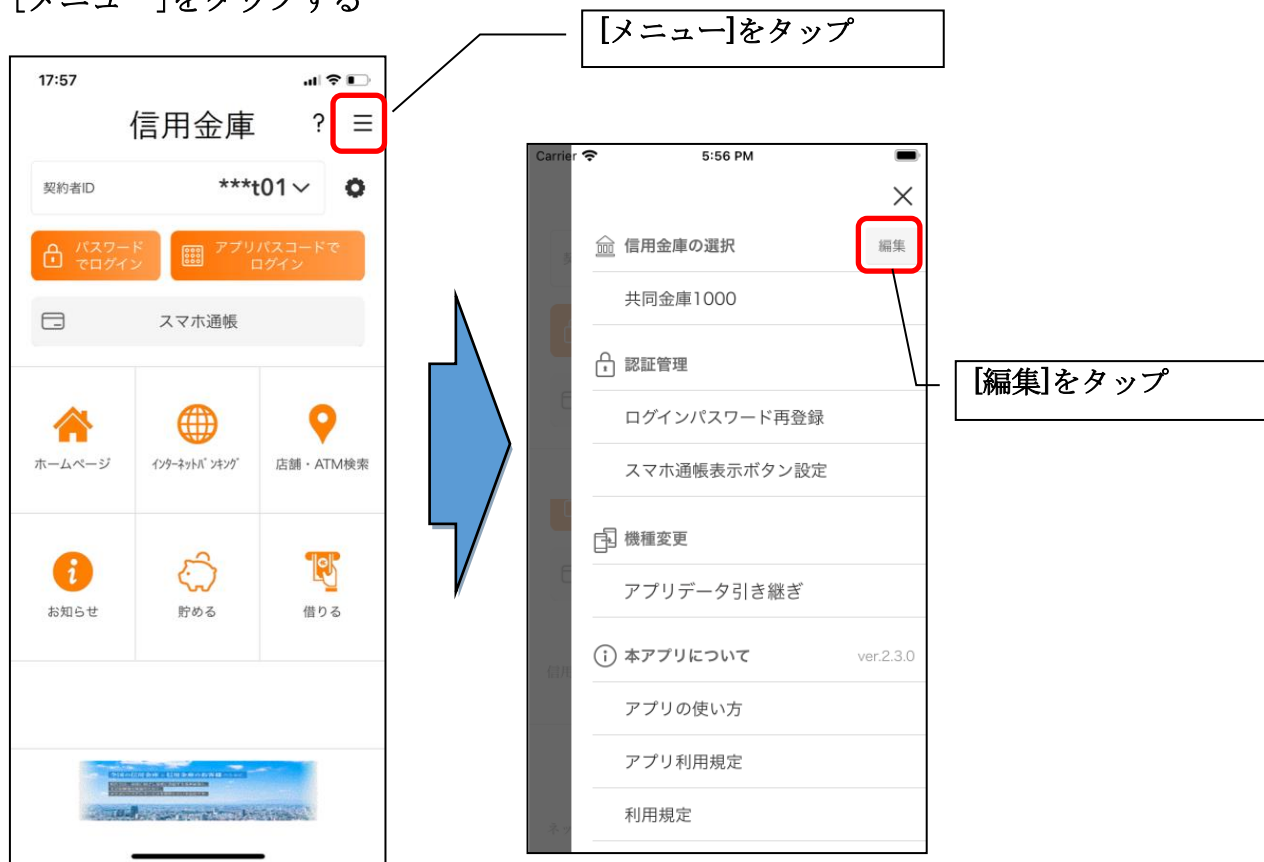 [メニュー]をタップする
[メニュー]をタップ
17:57
信用金庫 ? ☰
契約者ID ***t01
パスワード
でログイン
アプリパスコードで
ログイン
スマホ通帳
ホームページ
インターネットバンキング
店舗・ATM検索
お知らせ
貯める
借りる
Carrier 5:56 PM
信用金庫の選択 編集
共同金庫1000
認証管理
ログインパスワード再登録
スマホ通帳表示ボタン設定
機種変更
アプリデータ引き継ぎ
本アプリについて ver.2.3.0
アプリの使い方
アプリ利用規定
利用規定
[編集]をタップ